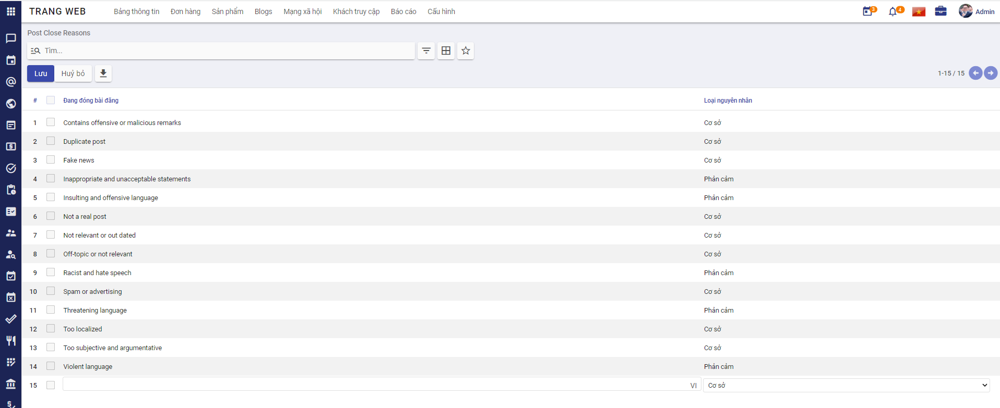 TRANG WEB Bảng thông tin Đơn hàng Sản phẩm Blogs Mạng xã hội Khách truy cập Báo cáo Cấu hình 3 4 Admin
Post Close Reasons
Tìm...
Lưu Huỷ bỏ 1-15 / 15
# Đang đóng bài đăng Loại nguyên nhân
1 Contains offensive or malicious remarks Cơ sở
2 Duplicate post Cơ sở
3 Fake news Cơ sở
4 Inappropriate and unacceptable statements Phản cảm
5 Insulting and offensive language Phản cảm
6 Not a real post Cơ sở
7 Not relevant or out dated Cơ sở
8 Off-topic or not relevant Cơ sở
9 Racist and hate speech Phản cảm
10 Spam or advertising Cơ sở
11 Threatening language Phản cảm
12 Too localized Cơ sở
13 Too subjective and argumentative Cơ sở
14 Violent language Phản cảm
15 VI Cơ sở